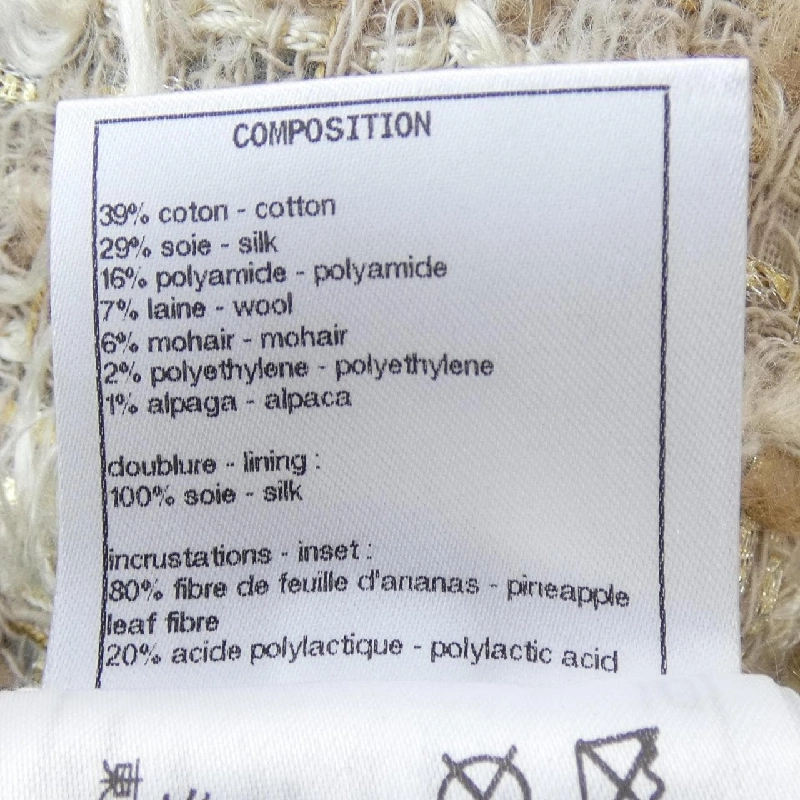 COMPOSITION
39% coton - cotton
29% soie - silk
16% polyamide - polyamide
7% laine - wool
6% mohair - mohair
2% polyethylene - polyethylene
1% alpaga - alpaca
doublure - lining :
100% soie - silk
incrustations - inset :
80% fibre de feuille d'ananas - pineapple
leaf fibre
20% acide polylactique - polylactic acid